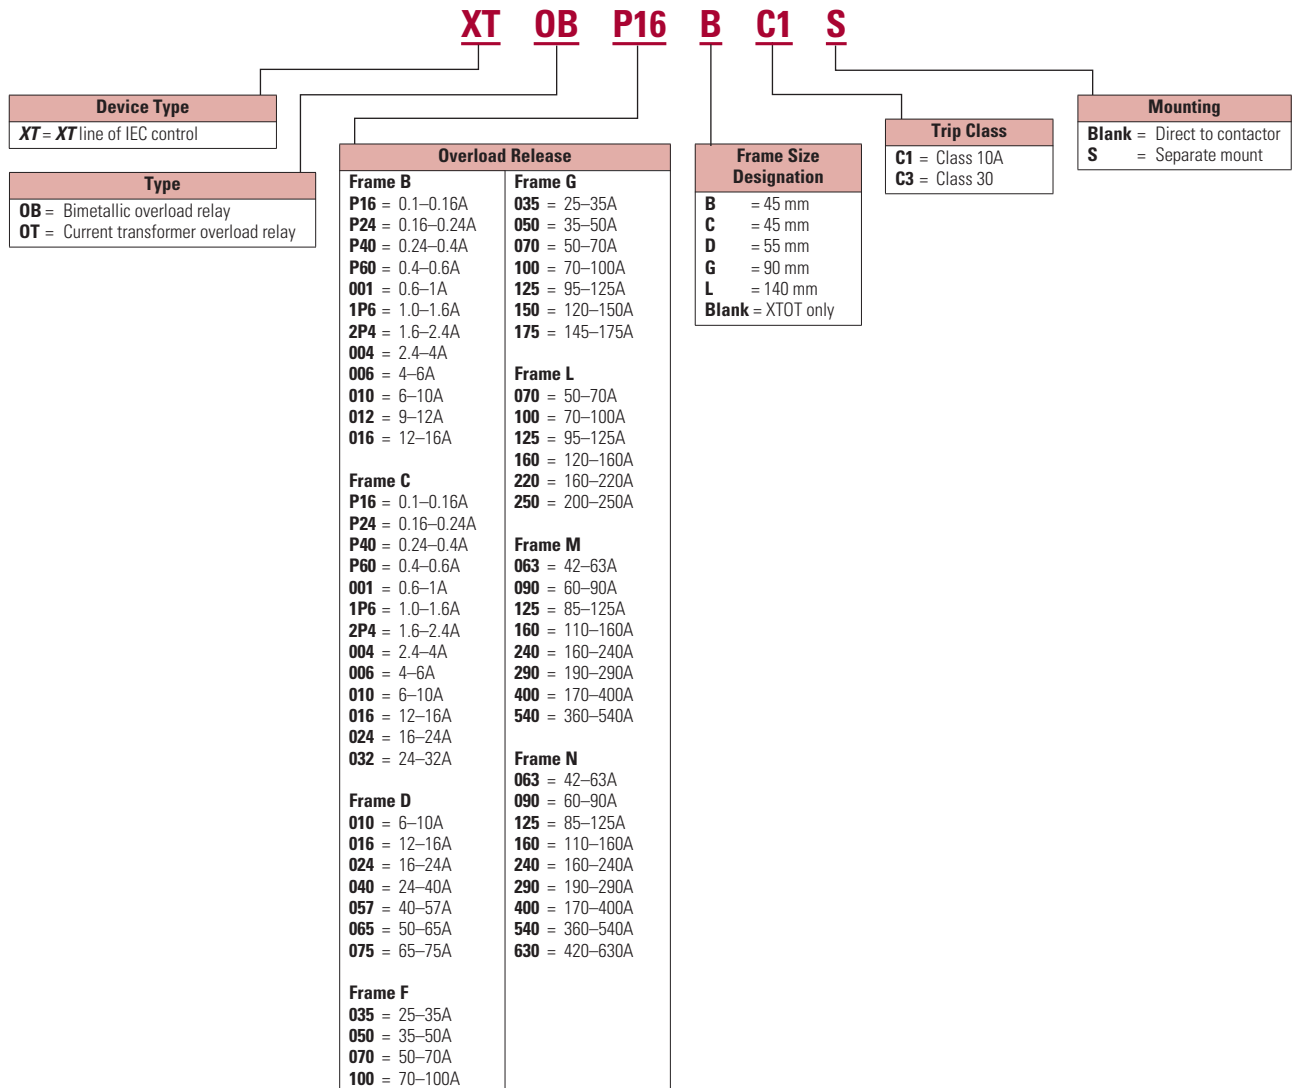 XT OB P16 B C1 S
Device Type
XT = XT line of IEC control
Type
OB = Bimetallic overload relay
OT = Current transformer overload relay
Overload Release
Frame B
P16 = 0.1–0.16A
P24 = 0.16–0.24A
P40 = 0.24–0.4A
P60 = 0.4–0.6A
001 = 0.6–1A
1P6 = 1.0–1.6A
2P4 = 1.6–2.4A
004 = 2.4–4A
006 = 4–6A
010 = 6–10A
012 = 9–12A
016 = 12–16A
Frame C
P16 = 0.1–0.16A
P24 = 0.16–0.24A
P40 = 0.24–0.4A
P60 = 0.4–0.6A
001 = 0.6–1A
1P6 = 1.0–1.6A
2P4 = 1.6–2.4A
004 = 2.4–4A
006 = 4–6A
010 = 6–10A
016 = 12–16A
024 = 16–24A
032 = 24–32A
Frame D
010 = 6–10A
016 = 12–16A
024 = 16–24A
040 = 24–40A
057 = 40–57A
065 = 50–65A
075 = 65–75A
Frame F
035 = 25–35A
050 = 35–50A
070 = 50–70A
100 = 70–100A
Frame G
035 = 25–35A
050 = 35–50A
070 = 50–70A
100 = 70–100A
125 = 95–125A
150 = 120–150A
175 = 145–175A
Frame L
070 = 50–70A
100 = 70–100A
125 = 95–125A
160 = 120–160A
220 = 160–220A
250 = 200–250A
Frame M
063 = 42–63A
090 = 60–90A
125 = 85–125A
160 = 110–160A
240 = 160–240A
290 = 190–290A
400 = 170–400A
540 = 360–540A
Frame N
063 = 42–63A
090 = 60–90A
125 = 85–125A
160 = 110–160A
240 = 160–240A
290 = 190–290A
400 = 170–400A
540 = 360–540A
630 = 420–630A
Frame Size
Designation
B = 45 mm
C = 45 mm
D = 55 mm
G = 90 mm
L = 140 mm
Blank = XTOT only
Trip Class
C1 = Class 10A
C3 = Class 30
Mounting
Blank = Direct to contactor
S = Separate mount